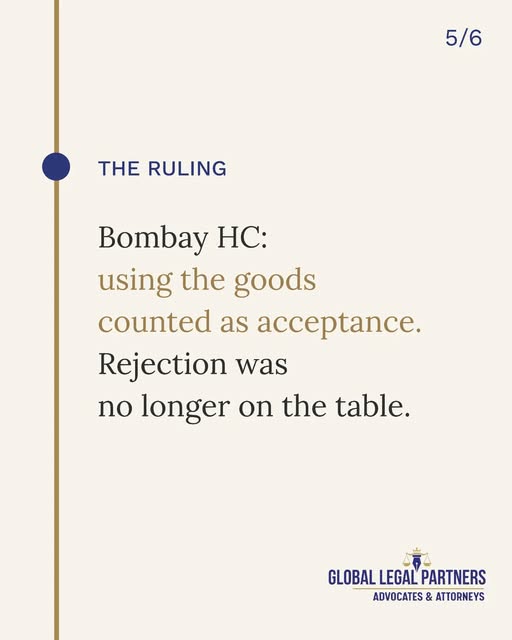 5/6
THE RULING
Bombay HC:
using the goods
counted as acceptance.
Rejection was
no longer on the table.
GLOBAL LEGAL PARTNERS
ADVOCATES & ATTORNEYS